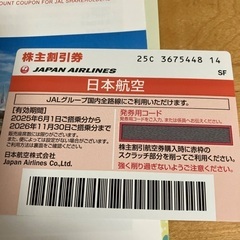 OUNT COUPON FOR JAL SHAREHOLDER
株主割引券
25C 3675448 14
JAPAN AIRLINES
SF
日本航空
JALグループ国内全路線にご利用いただけます。
【有効期間】
2025年6月1日ご搭乗分から
2026年11月30日ご搭乗分まで
日本航空株式会社
Japan Airlines Co.,Ltd.
発券用コード
株主割引航空券購入時に赤枠の
スクラッチ部分を削ってご利用ください。
強く削り過ぎないようご注意ください。